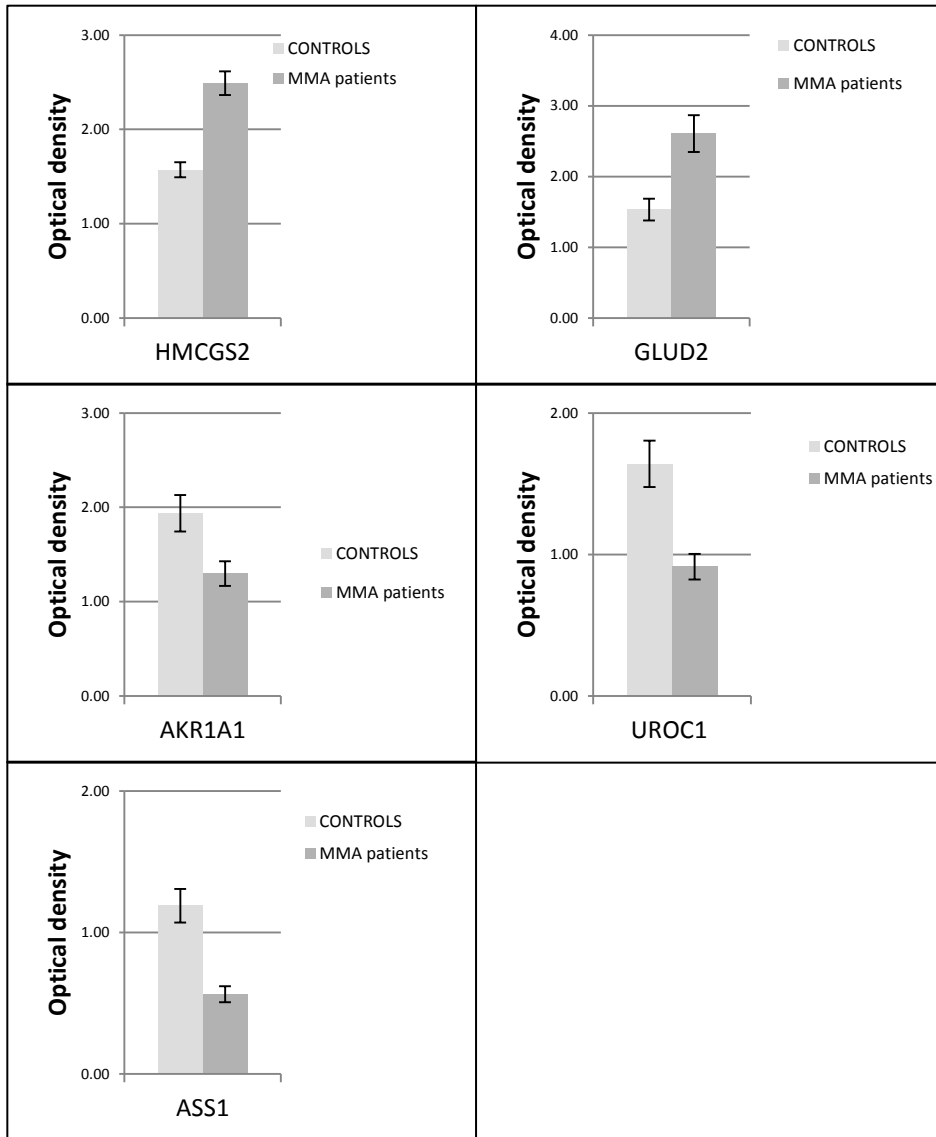 3.00
2.00
1.00
0.00
Optical density
CONTROLS
MMA patients
HMCGS2
4.00
3.00
2.00
1.00
0.00
Optical density
CONTROLS
MMA patients
GLUD2
3.00
2.00
1.00
0.00
Optical density
CONTROLS
MMA patients
AKR1A1
2.00
1.00
0.00
Optical density
CONTROLS
MMA patients
UROC1
2.00
1.00
0.00
Optical density
CONTROLS
MMA patients
ASS1